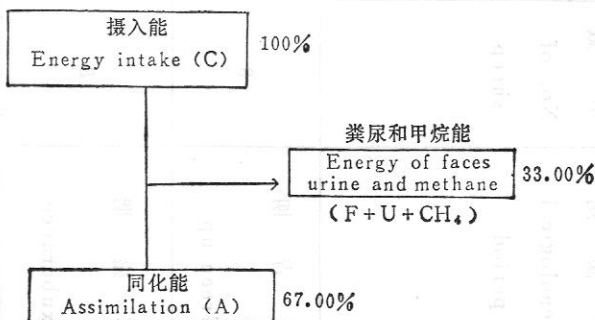 摄入能
Energy intake (C)
100%
粪尿和甲烷能
Energy of faces
urine and methane
33.00%
(F+U+CH₄)
同化能
Assimilation (A)
67.00%